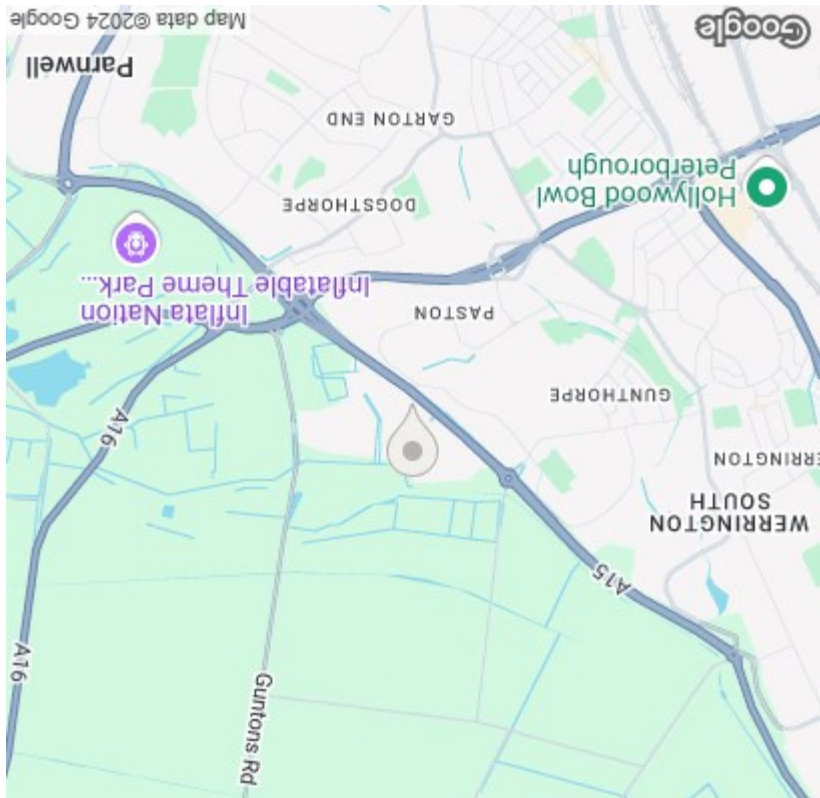 Guntons Rd
A16
A15
WERRINGTON
SOUTH
ERRINGTON
A16
GUNTHORPE
PASTON
Inflata Nation
Inflatable Theme Park...
DOGSTHORPE
Hollywood Bowl
Peterborough
GARTON END
Parnwell
Google
Map data ©2024 Google